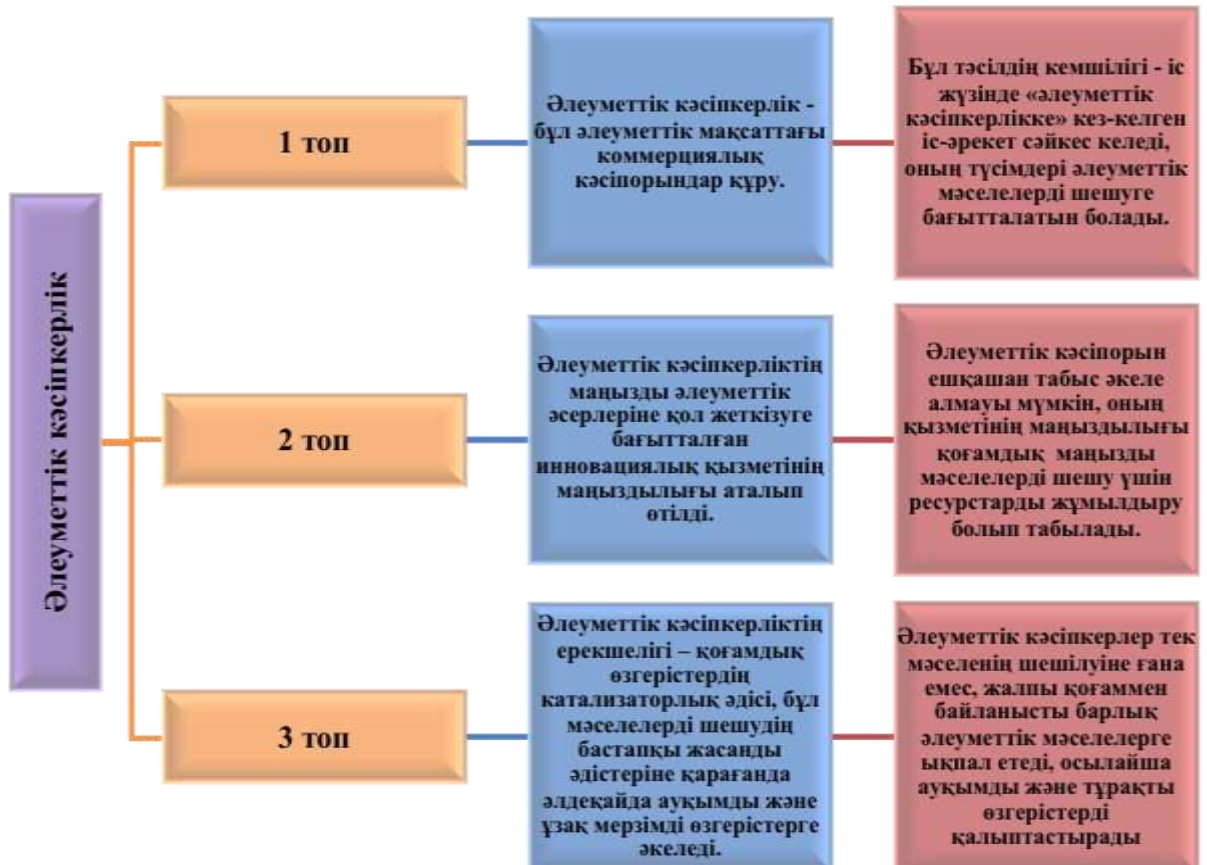 Әлеуметтік кәсіпкерлік
1 топ
Әлеуметтік кәсіпкерлік -
бұл әлеуметтік мақсаттағы
коммерциялық
кәсіпорындар құру.
Бұл тәсілдің кемшілігі - іс
жүзінде «әлеуметтік
кәсіпкерлікке» кез-келген
іс-әрекет сәйкес келеді,
оның түсімдері әлеуметтік
мәселелерді шешуге
бағытталатын болады.
2 топ
Әлеуметтік кәсіпкерліктің
маңызды әлеуметтік
әсерлеріне қол жеткізуге
бағытталған
инновациялық қызметінің
маңыздылығы аталып
өтілді.
Әлеуметтік кәсіпорын
ешқашан табыс әкеле
алмауы мүмкін, оның
қызметінің маңыздылығы
қоғамдық маңызды
мәселелерді шешу үшін
ресурстарды жұмылдыру
болып табылады.
3 топ
Әлеуметтік кәсіпкерліктің
ерекшелігі – қоғамдық
өзгерістердің
катализаторлық әдісі, бұл
мәселелерді шешудің
бастапқы жасанды
әдістеріне қарағанда
әлдеқайда ауқымды және
ұзақ мерзімді өзгерістерге
әкеледі.
Әлеуметтік кәсіпкерлер тек
мәселенің шешілуіне ғана
емес, жалпы қоғаммен
байланысты барлық
әлеуметтік мәселелерге
ықпал етеді, осылайша
ауқымды және тұрақты
өзгерістерді
қалыптастырады